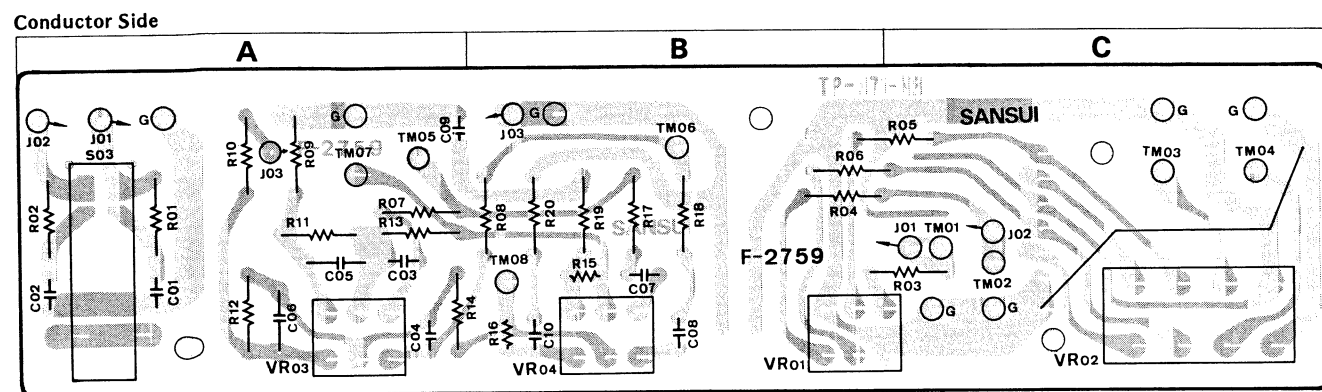 Conductor Side
A B C
SANSUI
J02 J01 G
S03
R02 R01
C02 C01
R10 J03 R09
G
-2759
TM07 TM05 C09
R07
R11 R13
C05 C03
R12 C06 C04 R14
VR03
J03 G
TM06
R08 R20 R19 R17 R18
SANSUI
TM08 R15 C07
R16 C10 C08
VR04
R05
R06
R04
F-2759
J01 TM01 J02
R03 TM02
G G
VR01
G G
TM03 TM04
VR02